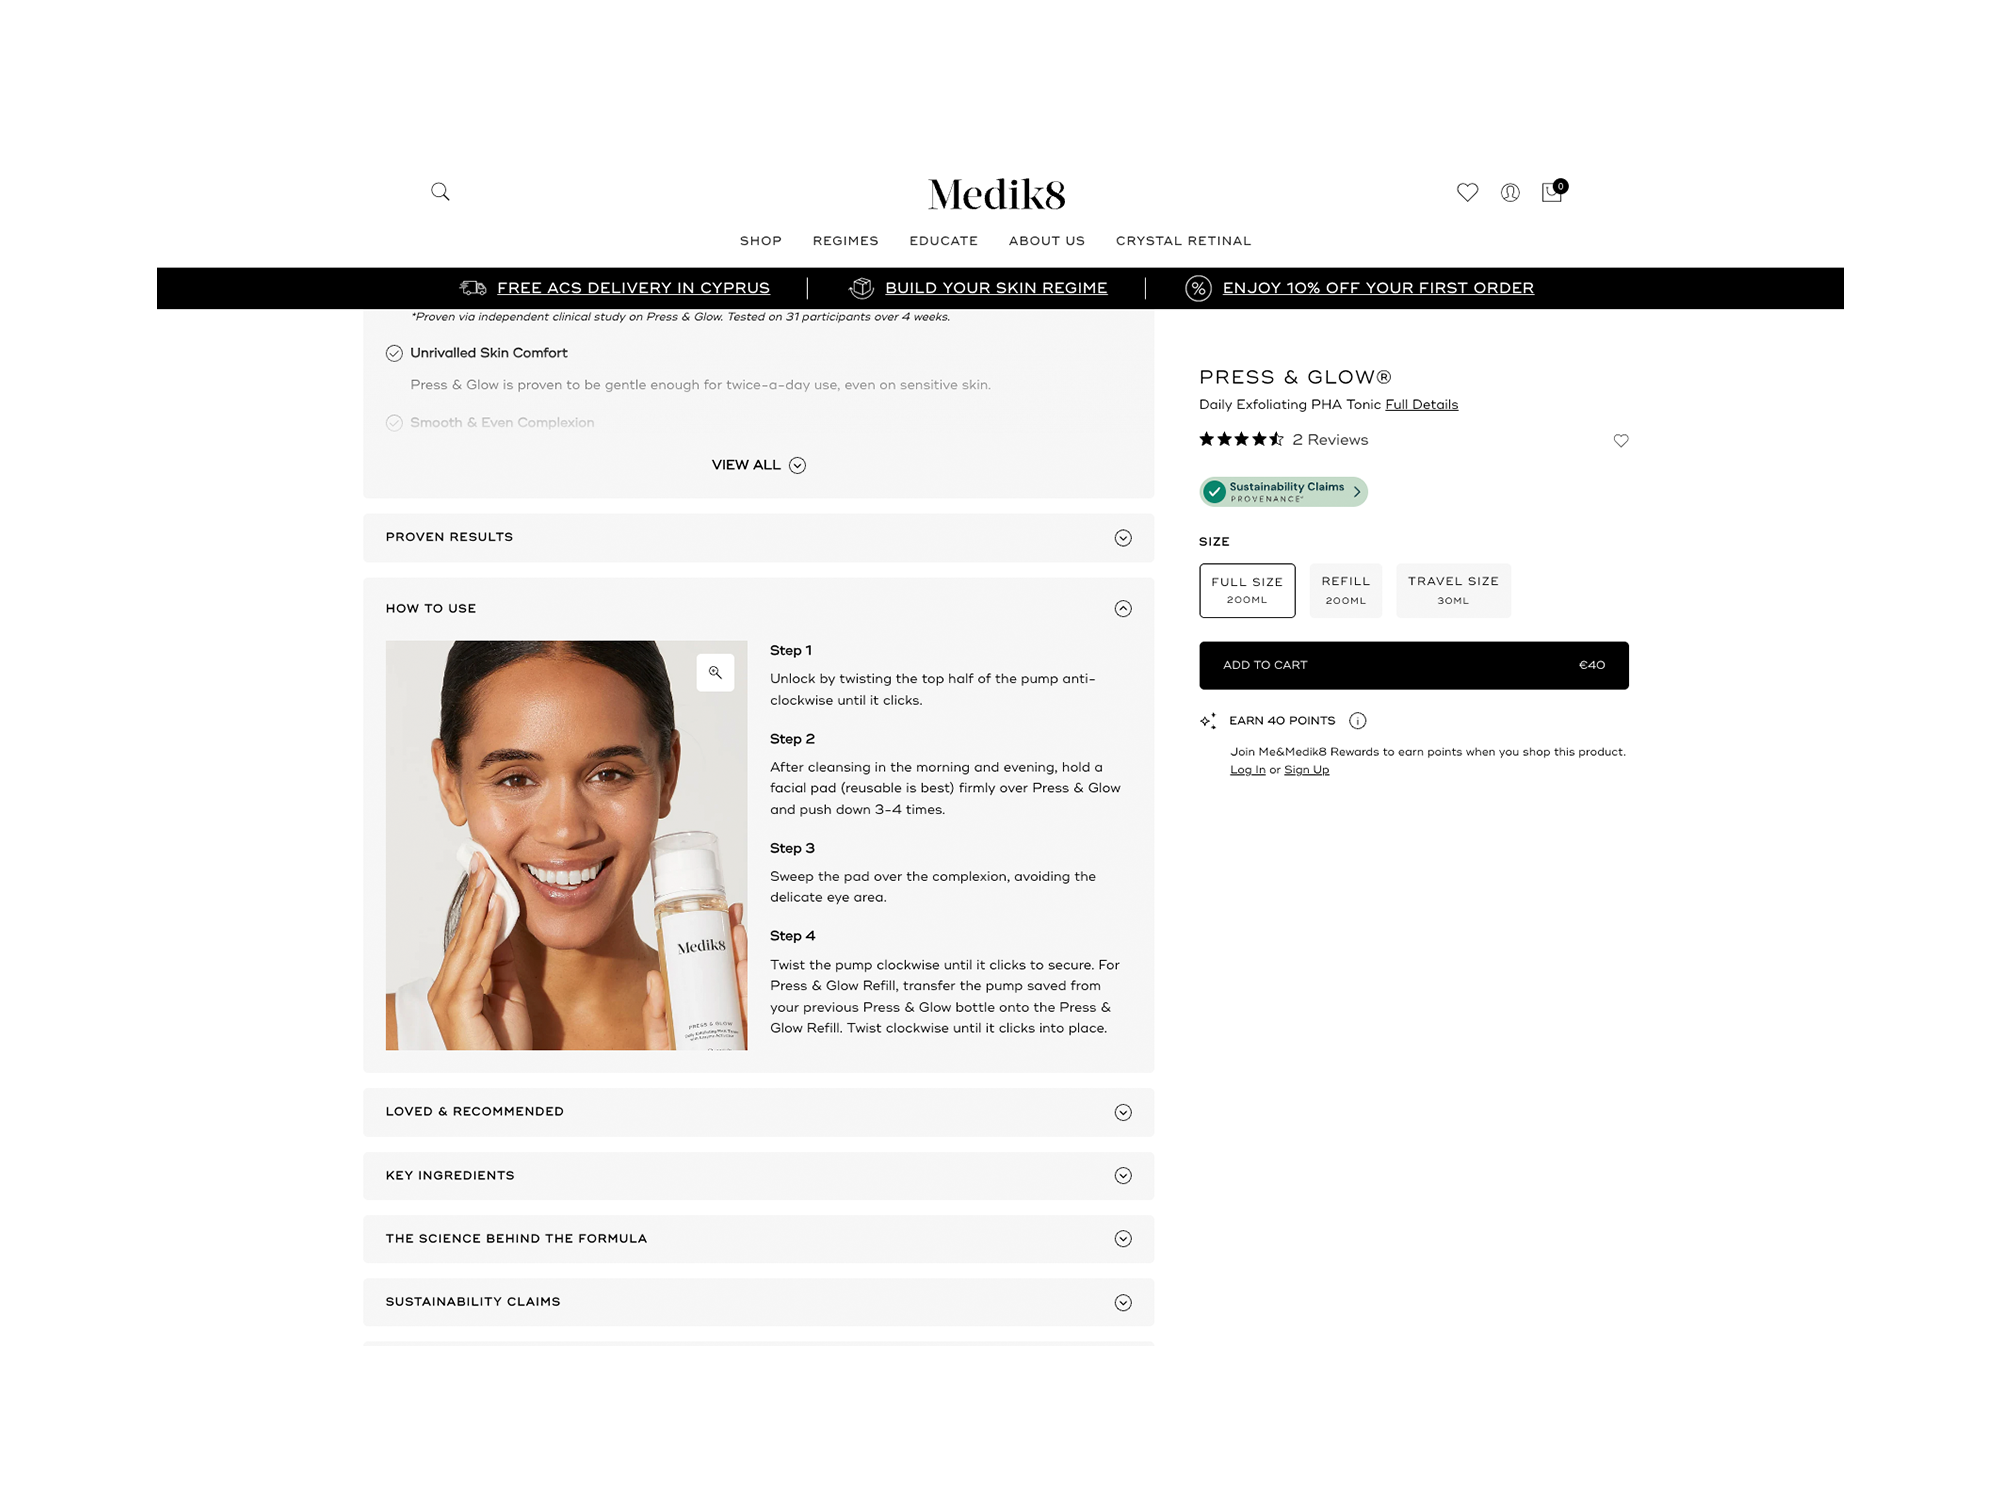 Medik8
0
SHOP REGIMES EDUCATE ABOUT US CRYSTAL RETINAL
FREE ACS DELIVERY IN CYPRUS BUILD YOUR SKIN REGIME % ENJOY 10% OFF YOUR FIRST ORDER
*Proven via independent clinical study on Press & Glow. Tested on 31 participants over 4 weeks.
Unrivalled Skin Comfort
Press & Glow is proven to be gentle enough for twice-a-day use, even on sensitive skin.
Smooth & Even Complexion
VIEW ALL
PROVEN RESULTS
HOW TO USE
Step 1
Unlock by twisting the top half of the pump anti-
clockwise until it clicks.
Step 2
After cleansing in the morning and evening, hold a
facial pad (reusable is best) firmly over Press & Glow
and push down 3-4 times.
Step 3
Sweep the pad over the complexion, avoiding the
delicate eye area.
Step 4
Twist the pump clockwise until it clicks to secure. For
Press & Glow Refill, transfer the pump saved from
your previous Press & Glow bottle onto the Press &
Glow Refill. Twist clockwise until it clicks into place.
Medik8
PRESS & GLOW
LOVED & RECOMMENDED
KEY INGREDIENTS
THE SCIENCE BEHIND THE FORMULA
SUSTAINABILITY CLAIMS
PRESS & GLOW®
Daily Exfoliating PHA Tonic Full Details
2 Reviews
Sustainability Claims
PROVENANCE
SIZE
FULL SIZE
200ML
REFILL
200ML
TRAVEL SIZE
30ML
ADD TO CART €40
EARN 40 POINTS i
Join Me&Medik8 Rewards to earn points when you shop this product.
Log In or Sign Up